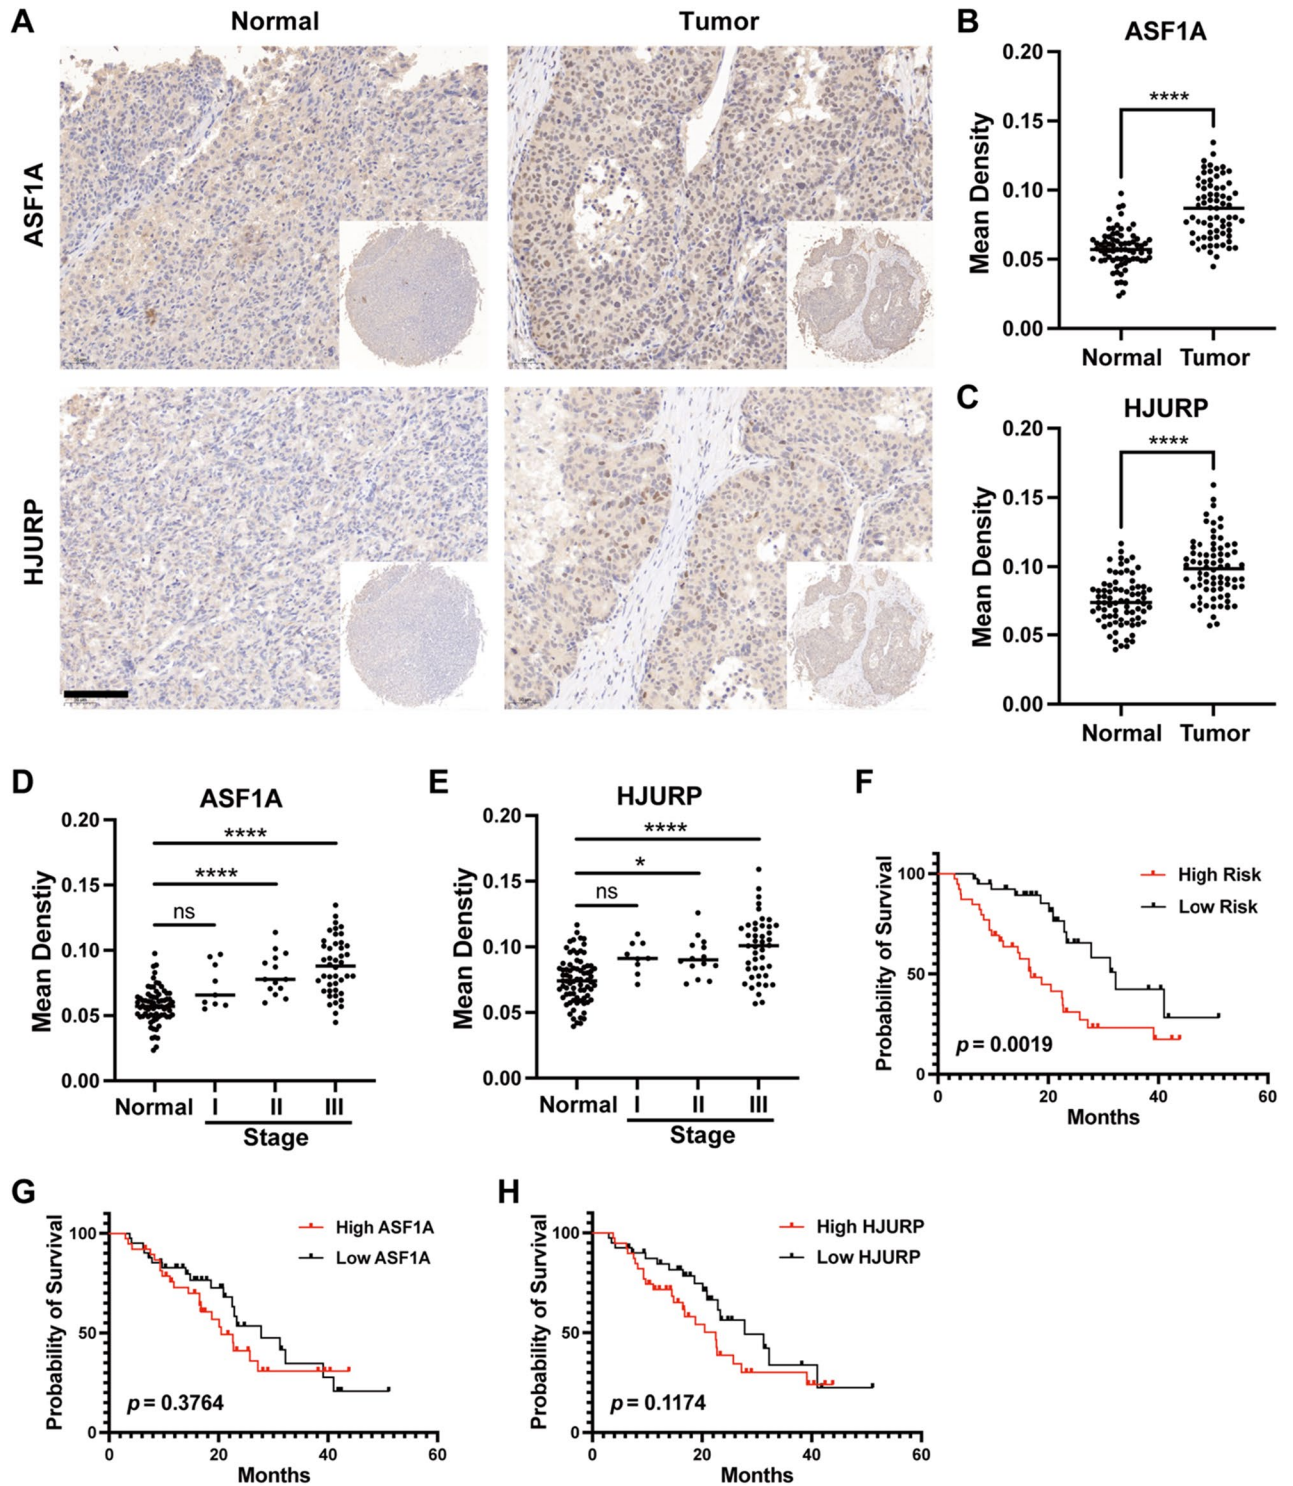 A
Normal
Tumor
ASF1A
HJURP
B
ASF1A
Mean Density
0.20
0.15
0.10
0.05
0.00
****
Normal
Tumor
C
HJURP
Mean Density
0.20
0.15
0.10
0.05
0.00
****
Normal
Tumor
D
ASF1A
Mean Denstiy
0.20
0.15
0.10
0.05
0.00
****
****
ns
Normal
I
II
III
Stage
E
HJURP
Mean Density
0.20
0.15
0.10
0.05
0.00
****
*
ns
Normal
I
II
III
Stage
F
Probability of Survival
100
50
0
High Risk
Low Risk
p = 0.0019
0
20
40
60
Months
G
Probability of Survival
100
50
0
High ASF1A
Low ASF1A
p = 0.3764
0
20
40
60
Months
H
Probability of Survival
100
50
0
High HJURP
Low HJURP
p = 0.1174
0
20
40
60
Months